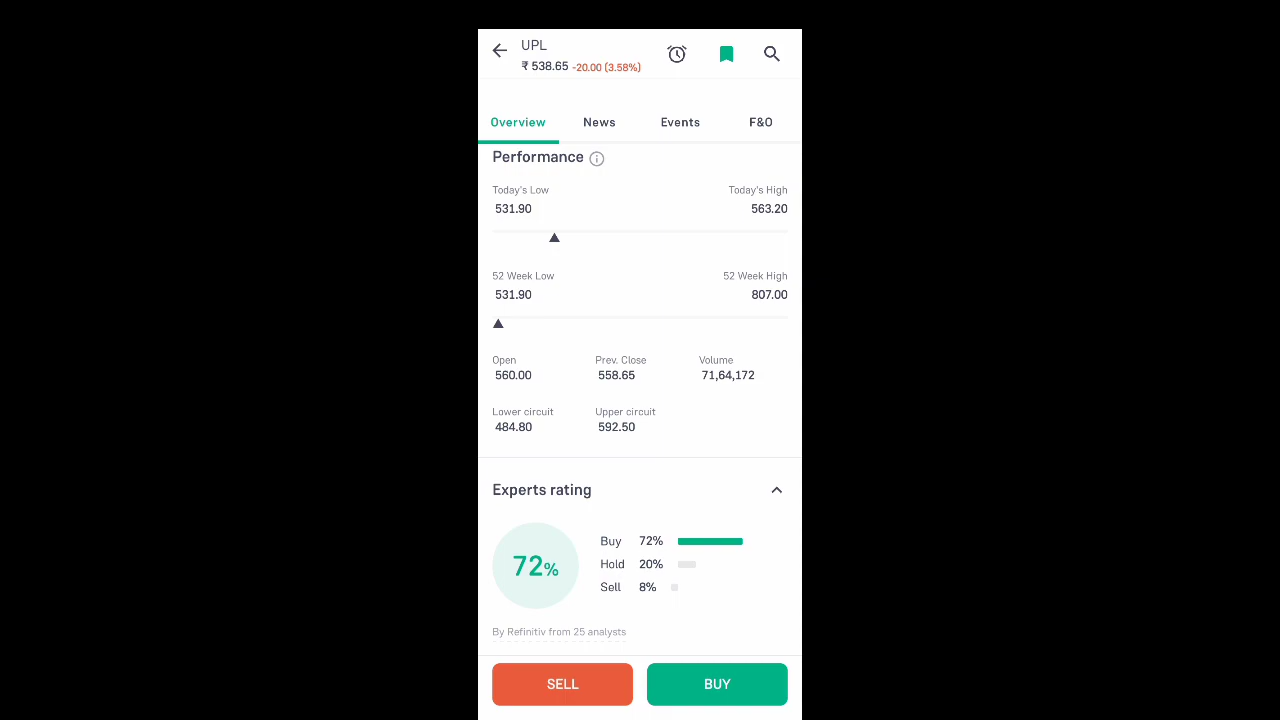 UPL
₹ 538.65 -20.00 (3.58%)
Overview News Events F&O
Performance
Today's Low Today's High
531.90 563.20
52 Week Low 52 Week High
531.90 807.00
Open Prev. Close Volume
560.00 558.65 71,64,172
Lower circuit Upper circuit
484.80 592.50
Experts rating
72%
Buy 72%
Hold 20%
Sell 8%
By Refinitiv from 25 analysts
SELL BUY